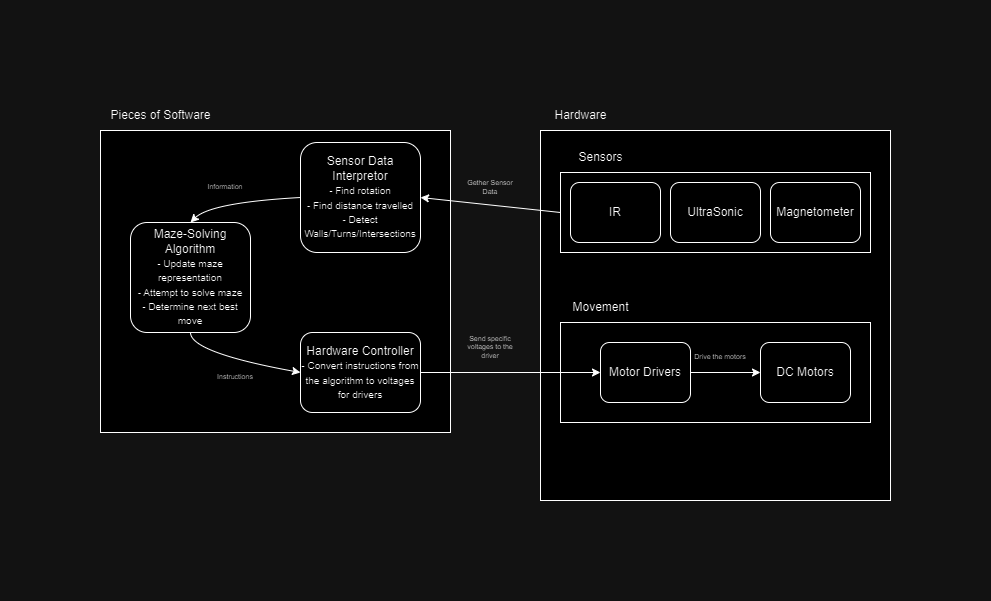 Pieces of Software
Hardware
Sensor Data
Interpretor
- Find rotation
- Find distance travelled
- Detect
Walls/Turns/Intersections
Information
Maze-Solving
Algorithm
- Update maze
representation
- Attempt to solve maze
- Determine next best
move
Instructions
Hardware Controller
- Convert instructions from
the algorithm to voltages
for drivers
Gether Sensor
Data
Send specific
voltages to the
driver
Sensors
IR
UltraSonic
Magnetometer
Movement
Motor Drivers
Drive the motors
DC Motors